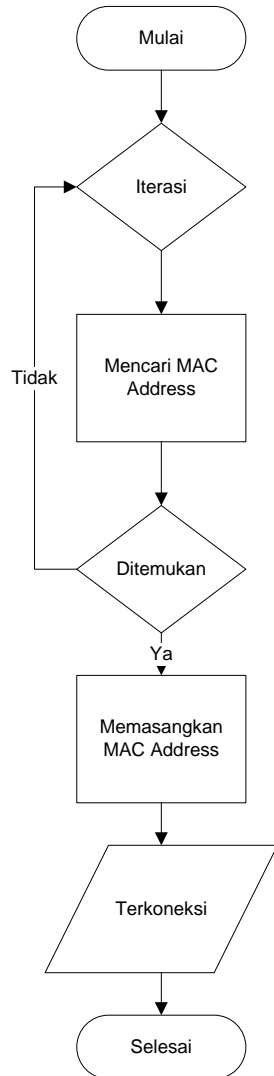 Mulai
Iterasi
Mencari MAC
Address
Tidak
Ditemukan
Ya
Memasangkan
MAC Address
Terkoneksi
Selesai